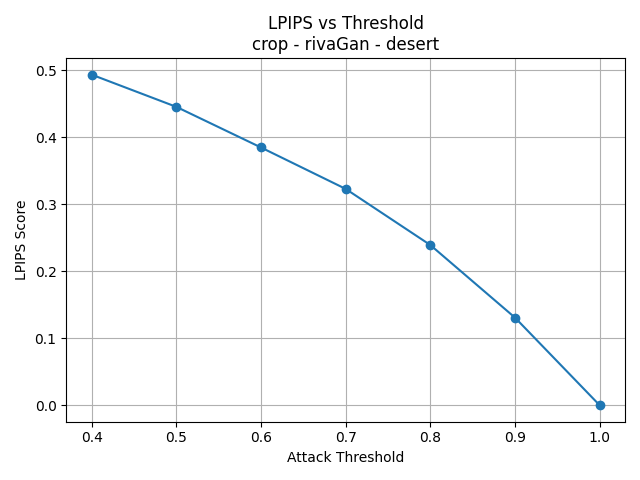 LPIPS vs Threshold
crop - rivaGan - desert
LPIPS Score
0.5
0.4
0.3
0.2
0.1
0.0
0.4 0.5 0.6 0.7 0.8 0.9 1.0
Attack Threshold